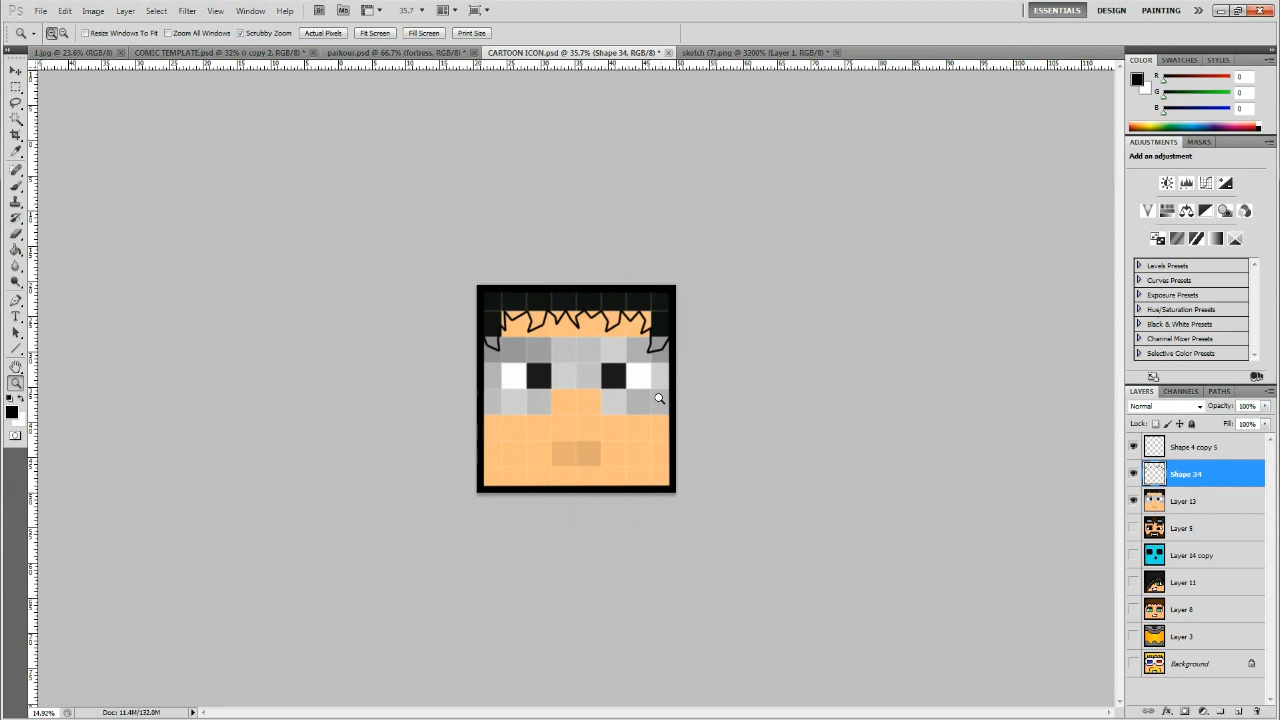 Ps File Edit Image Layer Select Filter View Window Help Br Mb 35.7 ESSENTIALS DESIGN PAINTING
Resize Windows To Fit Zoom All Windows Scrubby Zoom Actual Pixels Fit Screen Fill Screen Print Size
1.jpg @ 23.6% (RGB/8) COMIC TEMPLATE.psd @ 32% (( copy 2, RGB/8) * parkour.psd @ 66.7% (fortress, RGB/8) * CARTOON ICON.psd @ 35.7% (Shape 34, RGB/8) * sketch (7).png @ 3200% (Layer 1, RGB/8) *
COLOR SWATCHES STYLES
R 0
G 0
B 0
ADJUSTMENTS MASKS
Add an adjustment
Levels Presets
Curves Presets
Exposure Presets
Hue/Saturation Presets
Black & White Presets
Channel Mixer Presets
Selective Color Presets
LAYERS CHANNELS PATHS
Normal Opacity: 100%
Lock: Fill: 100%
Shape 4 copy 5
Shape 34
Layer 13
Layer 5
Layer 14 copy
Layer 11
Layer 8
Layer 3
Background
14.92% Doc: 11.4M/132.0M